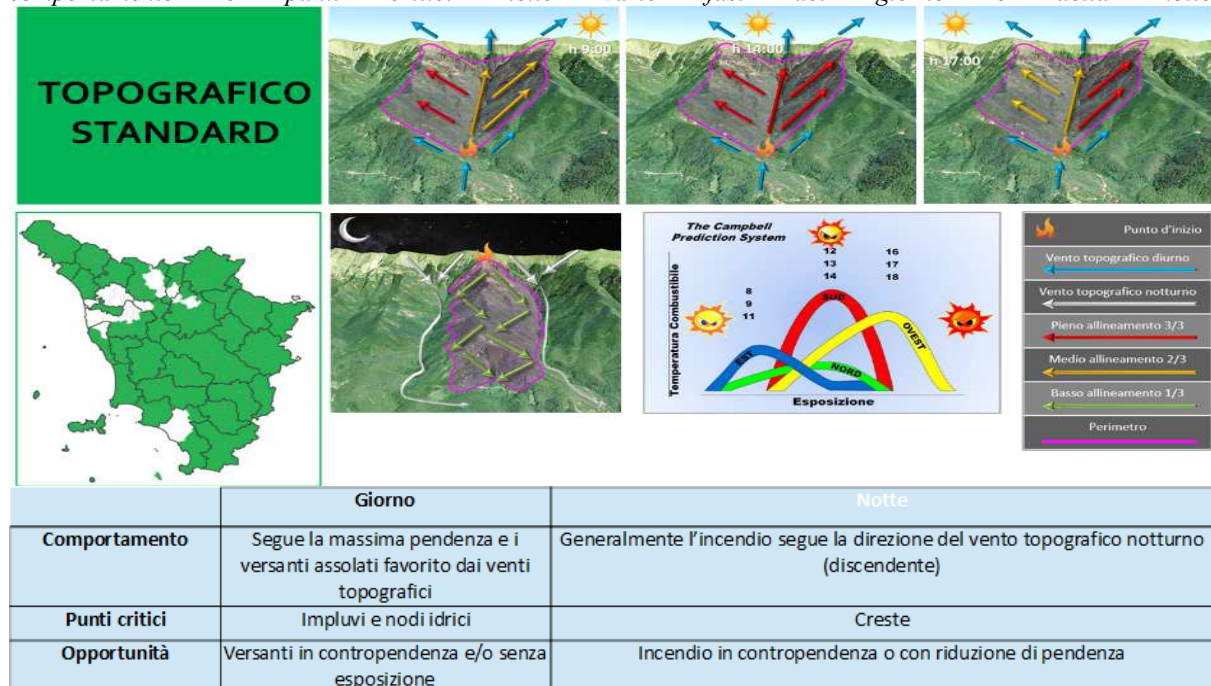 TOPOGRAFICO
STANDARD
h 9:00
h 14:00
h 17:00
The Campbell
Prediction System
12 16
13 17
14 18
8
9
11
SUD
OVEST
EST
NORD
Temperatura Combustibile
Esposizione
Punto d'inizio
Vento topografico diurno
Vento topografico notturno
Pieno allineamento 3/3
Medio allineamento 2/3
Basso allineamento 1/3
Perimetro
Giorno Notte
Comportamento Segue la massima pendenza e i Generalmente l'incendio segue la direzione del vento topografico notturno
versanti assolati favorito dai venti (discendente)
topografici
Punti critici Impluvi e nodi idrici Creste
Opportunità Versanti in contropendenza e/o senza Incendio in contropendenza o con riduzione di pendenza
esposizione